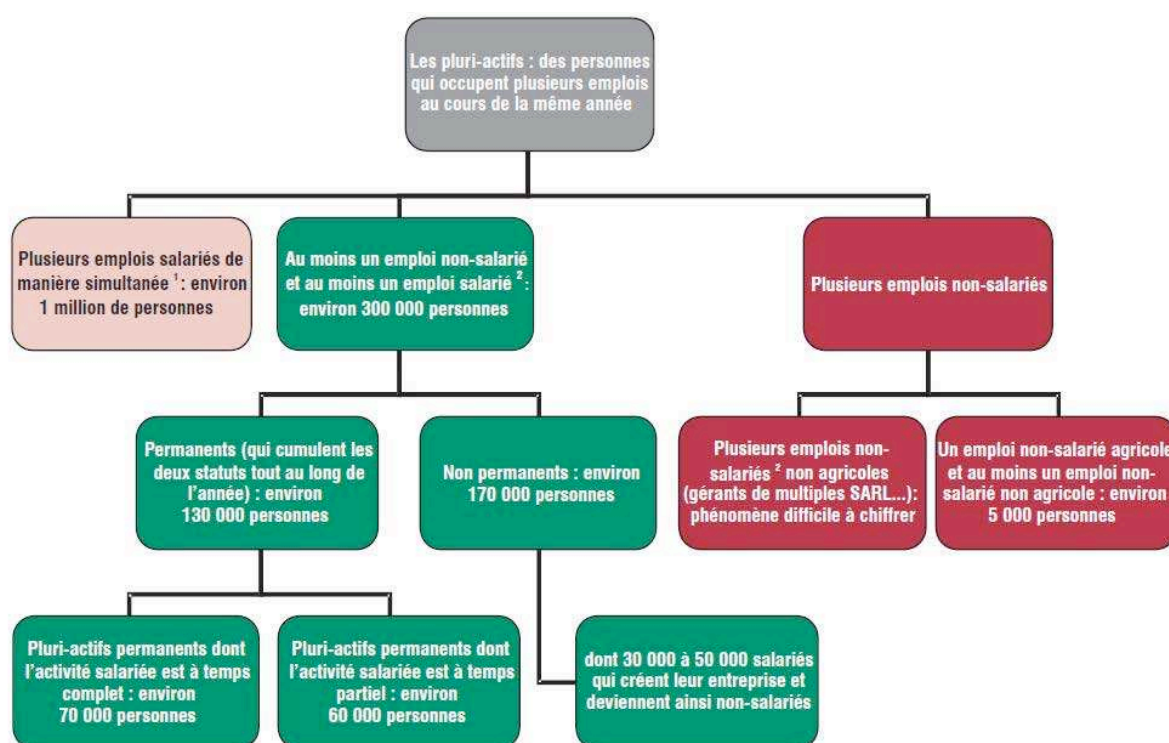 Les pluri-actifs : des personnes
qui occupent plusieurs emplois
au cours de la même année
Plusieurs emplois salariés de
manière simultanée ¹ : environ
1 million de personnes
Au moins un emploi non-salarié
et au moins un emploi salarié ² :
environ 300 000 personnes
Plusieurs emplois non-salariés
Permanents (qui cumulent les
deux statuts tout au long de
l'année) : environ
130 000 personnes
Non permanents : environ
170 000 personnes
Plusieurs emplois non-
salariés ² non agricoles
(gérants de multiples SARL...):
phénomène difficile à chiffrer
Un emploi non-salarié agricole
et au moins un emploi non-
salarié non agricole : environ
5 000 personnes
Pluri-actifs permanents dont
l'activité salariée est à temps
complet : environ
70 000 personnes
Pluri-actifs permanents dont
l'activité salariée est à temps
partiel : environ
60 000 personnes
dont 30 000 à 50 000 salariés
qui créent leur entreprise et
deviennent ainsi non-salariés